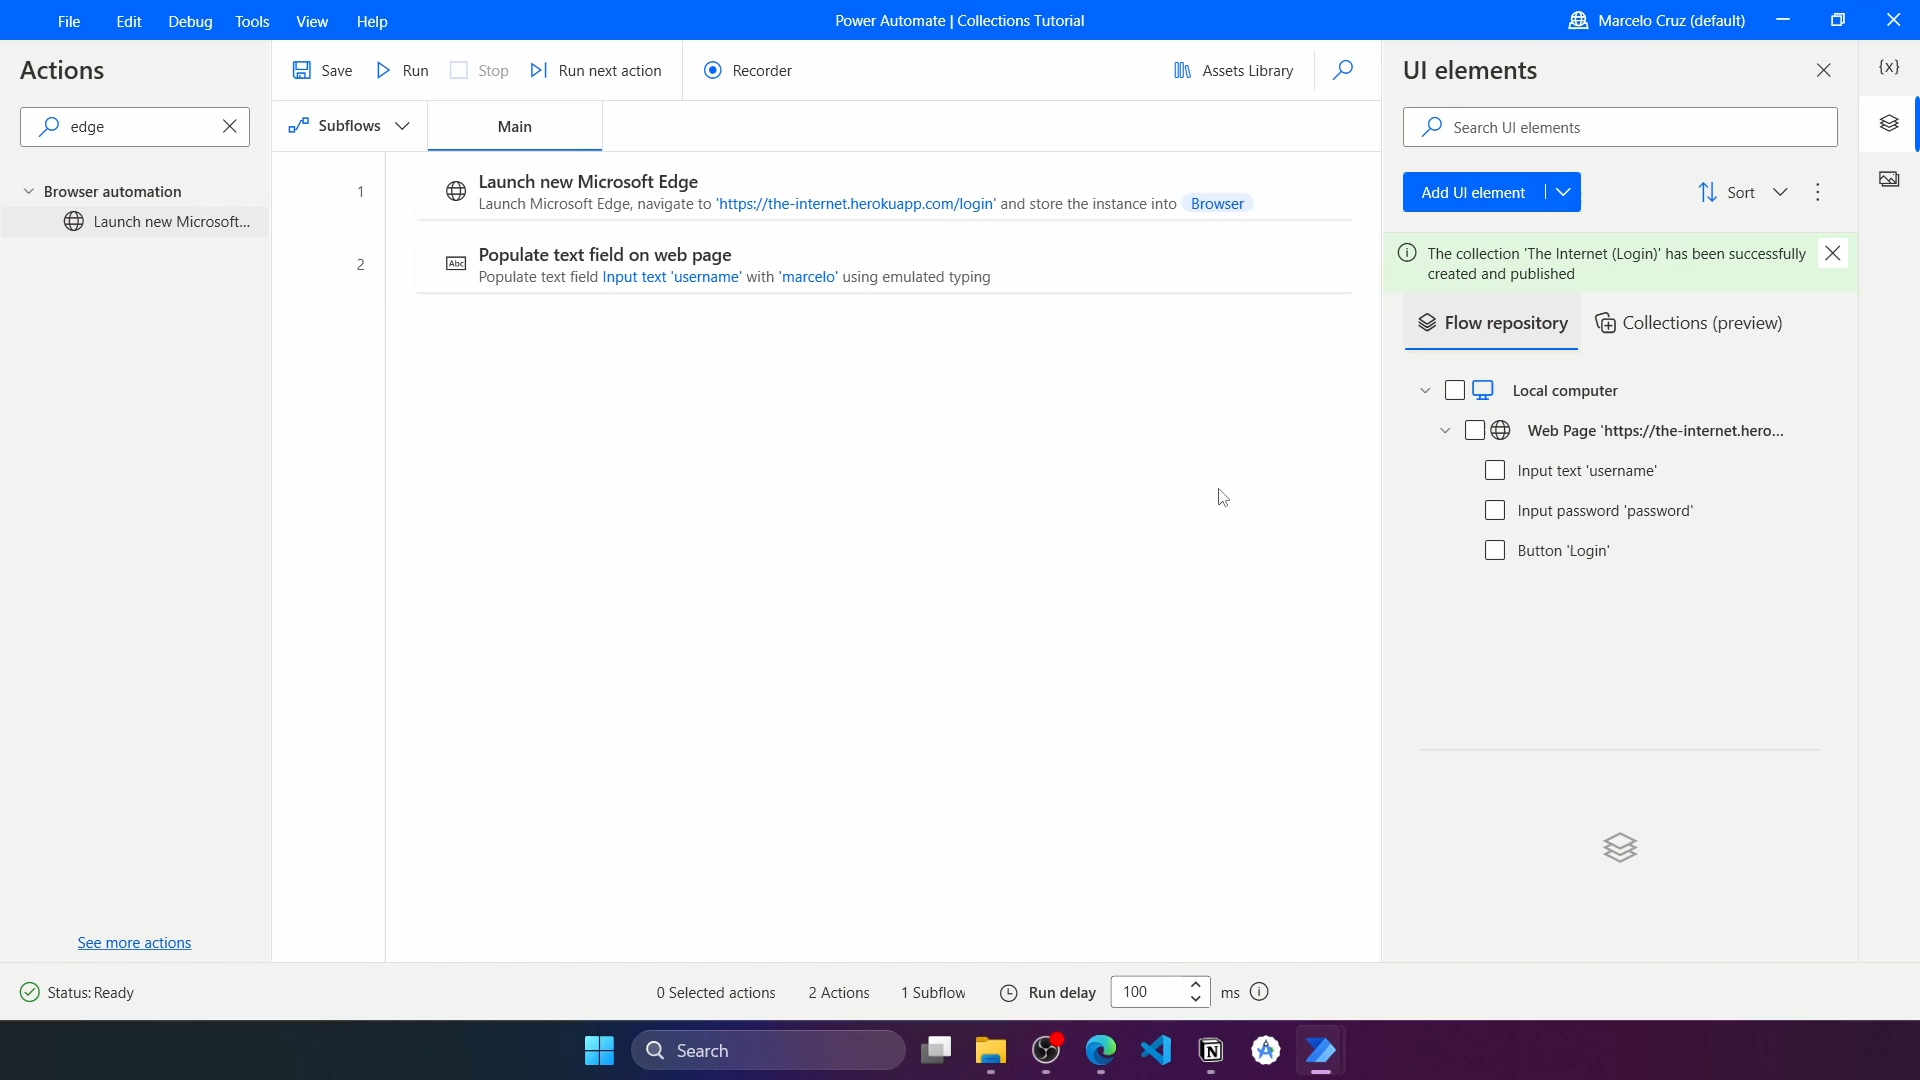 File Edit Debug Tools View Help
Power Automate | Collections Tutorial
Marcelo Cruz (default)
Actions
edge
Browser automation
Launch new Microsoft...
See more actions
Save Run Stop Run next action Recorder
Assets Library
Subflows Main
1
Launch new Microsoft Edge
Launch Microsoft Edge, navigate to 'https://the-internet.herokuapp.com/login' and store the instance into Browser
2
Abc
Populate text field on web page
Populate text field Input text 'username' with 'marcelo' using emulated typing
UI elements
{x}
Search UI elements
Add UI element
Sort
The collection 'The Internet (Login)' has been successfully
created and published
Flow repository
Collections (preview)
Local computer
Web Page 'https://the-internet.hero...
Input text 'username'
Input password 'password'
Button 'Login'
Status: Ready
0 Selected actions 2 Actions 1 Subflow Run delay 100 ms
Search